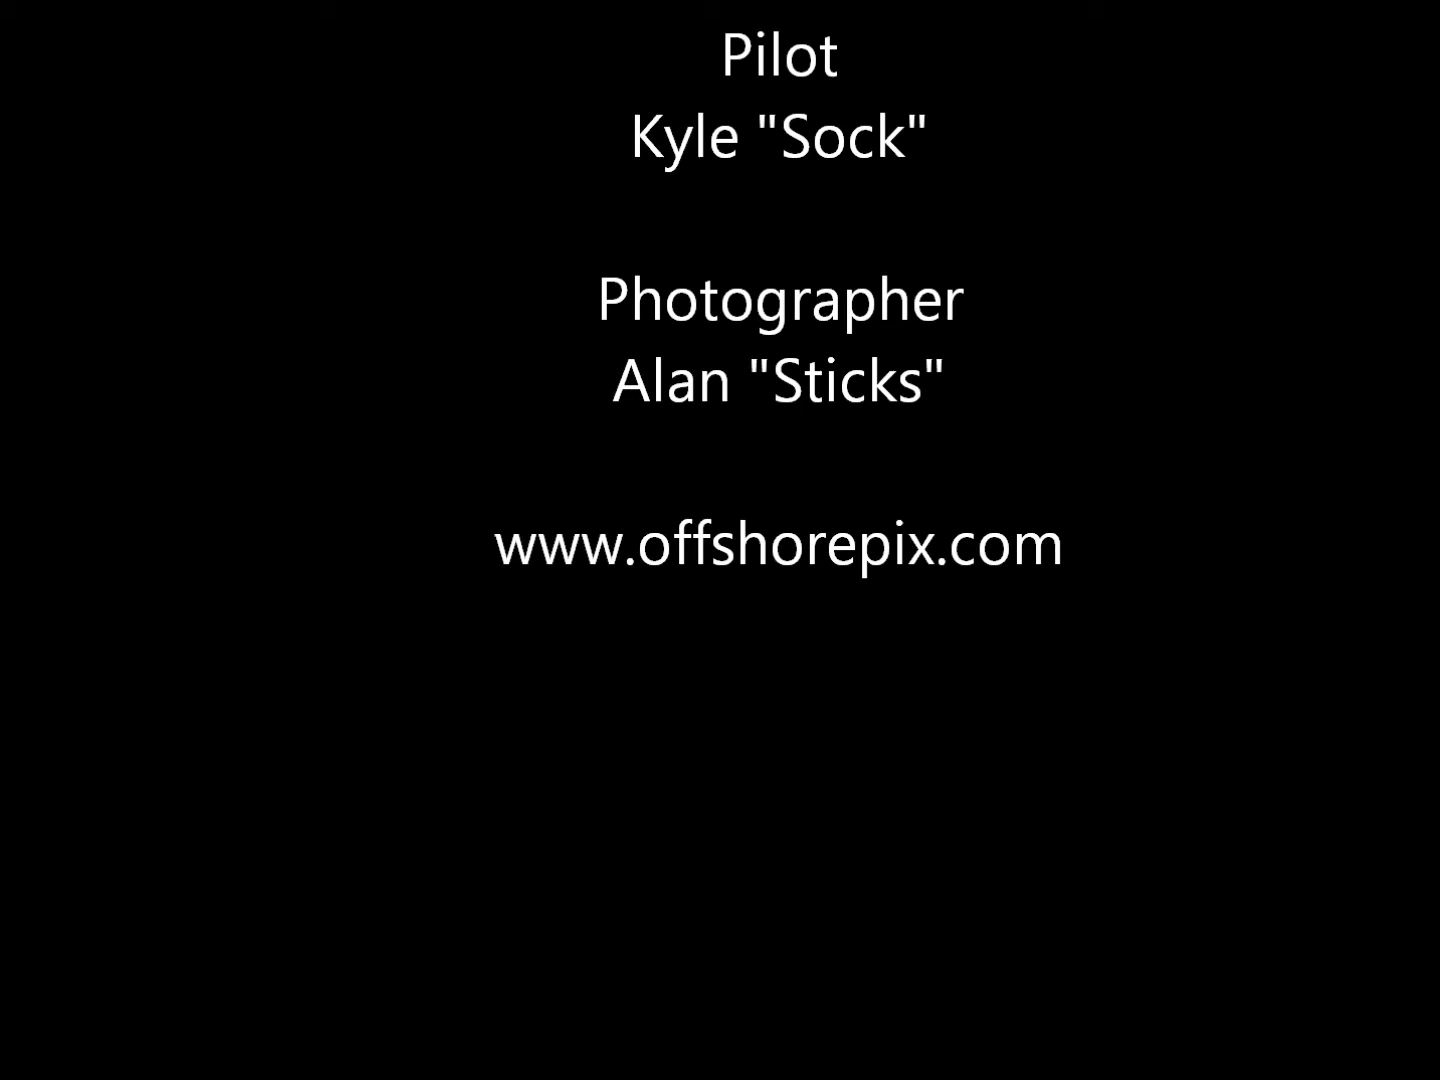 Pilot
Kyle "Sock"
Photographer
Alan "Sticks"
www.offshorepix.com